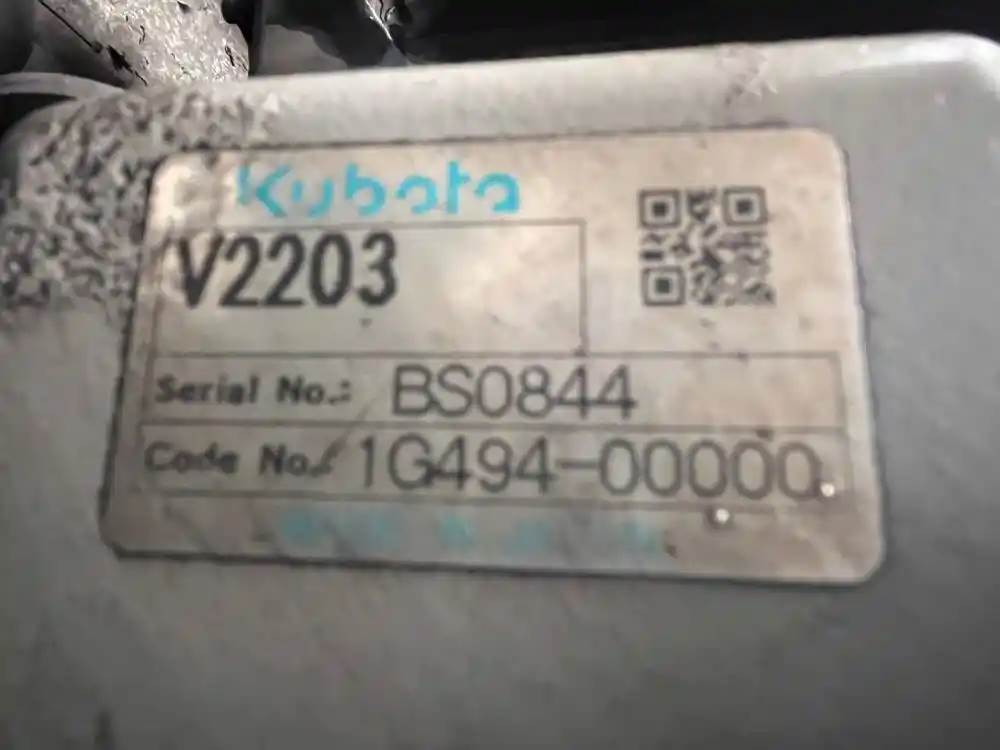 Kubota
V2203
Serial No.: BS0844
Code No.: 1G494-00000